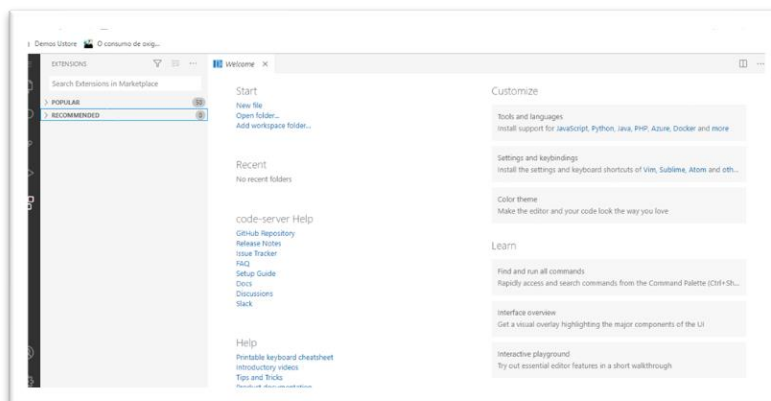 Demos Ustore O consumo de oxig...
EXTENSIONS
Search Extensions in Marketplace
POPULAR
RECOMMENDED 0
Welcome
Start
New file
Open folder...
Add workspace folder...
Recent
No recent folders
code-server Help
GitHub Repository
Release Notes
Issue Tracker
FAQ
Setup Guide
Docs
Discussions
Slack
Help
Printable keyboard cheatsheet
Introductory videos
Tips and Tricks
Product documentation
Customize
Tools and languages
Install support for JavaScript, Python, Java, PHP, Azure, Docker and more
Settings and keybindings
Install the settings and keyboard shortcuts of Vim, Sublime, Atom and oth...
Color theme
Make the editor and your code look the way you love
Learn
Find and run all commands
Rapidly access and search commands from the Command Palette (Ctrl+Sh...
Interface overview
Get a visual overlay highlighting the major components of the UI
Interactive playground
Try out essential editor features in a short walkthrough